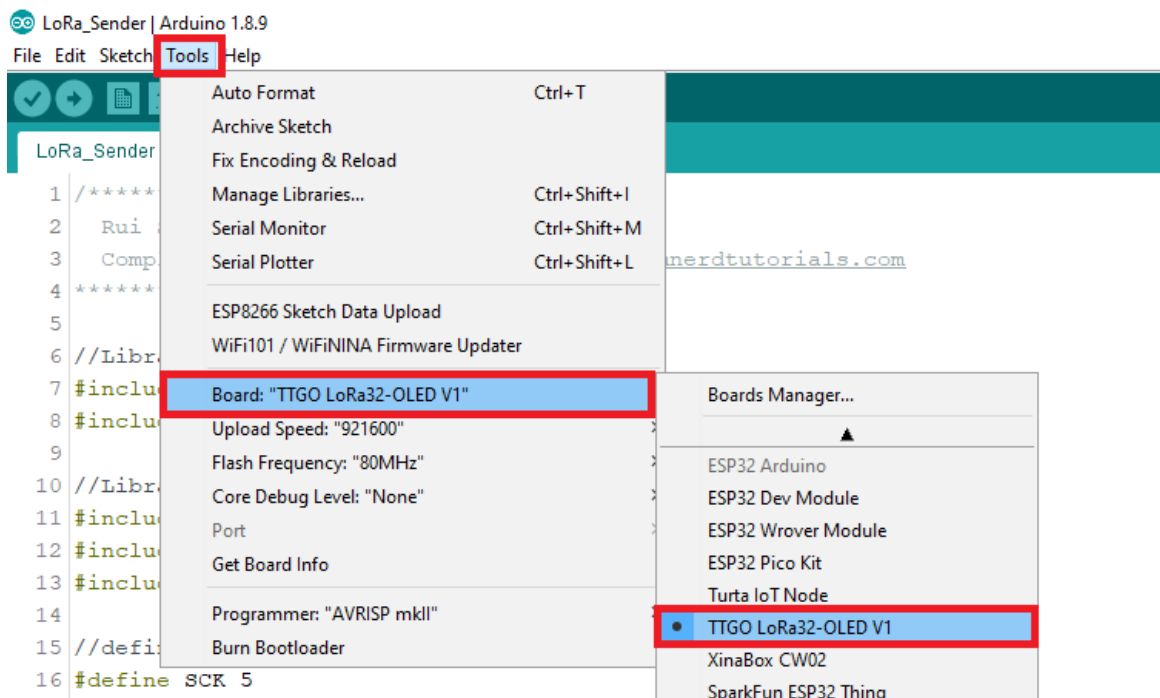 LoRa_Sender | Arduino 1.8.9
File Edit Sketch Tools Help
LoRa_Sender
1 /*****
2 Rui
3 Comp nerdtutorials.com
4 *******
5
6 //Libr
7 #inclu
8 #inclu
9
10 //Libr
11 #inclu
12 #inclu
13 #inclu
14
15 //defi
16 #define SCK 5
Auto Format Ctrl+T
Archive Sketch
Fix Encoding & Reload
Manage Libraries... Ctrl+Shift+I
Serial Monitor Ctrl+Shift+M
Serial Plotter Ctrl+Shift+L
ESP8266 Sketch Data Upload
WiFi101 / WiFiNINA Firmware Updater
Board: "TTGO LoRa32-OLED V1"
Upload Speed: "921600"
Flash Frequency: "80MHz"
Core Debug Level: "None"
Port
Get Board Info
Programmer: "AVRISP mkII"
Burn Bootloader
Boards Manager...
ESP32 Arduino
ESP32 Dev Module
ESP32 Wrover Module
ESP32 Pico Kit
Turta IoT Node
TTGO LoRa32-OLED V1
XinaBox CW02
SparkFun ESP32 Thing